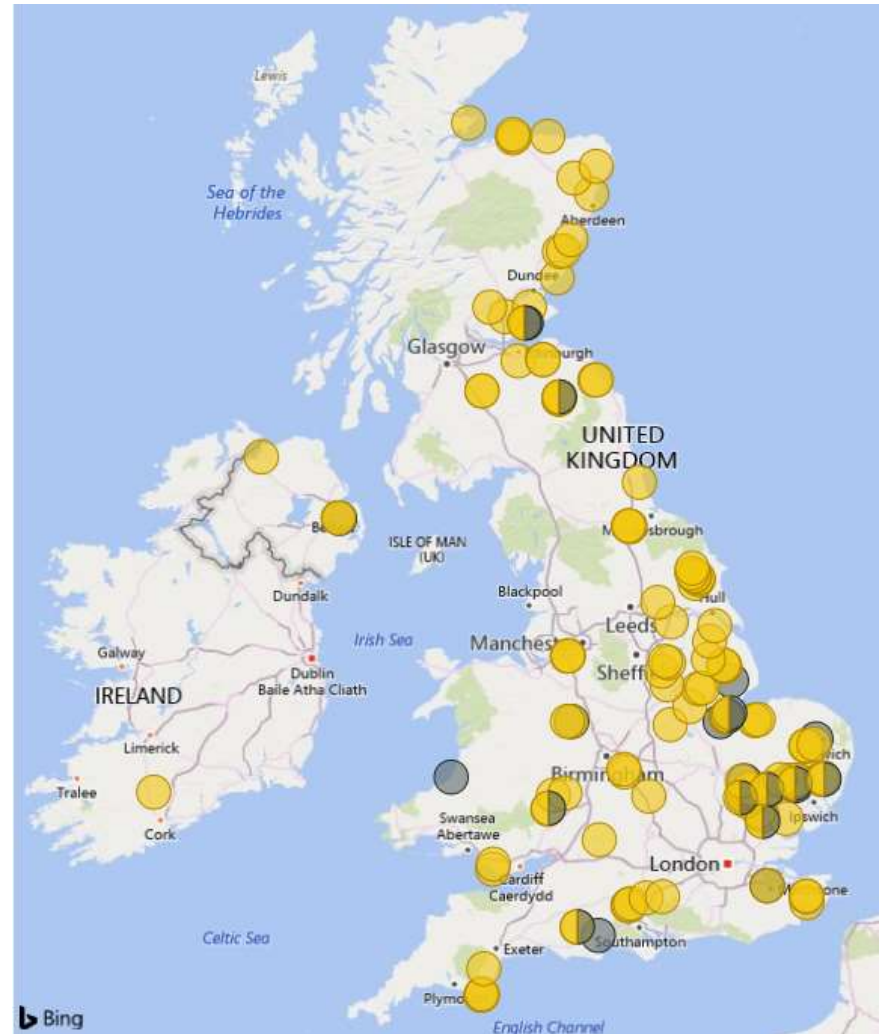 Lewis
Sea of the
Hebrides
Aberdeen
Glasgow
UNITED
KINGDOM
ISLE OF MAN
(UK)
Dundalk
Blackpool
Hull
Leeds
Irish Sea
Galway
Dublin
Baile Atha Cliath
IRELAND
Limerick
Birmingham
Tralee
Cork
Swansea
Abertawe
Ipswich
London
Cardiff
Caerdydd
Celtic Sea
Exeter
Southampton
English Channel
Bing